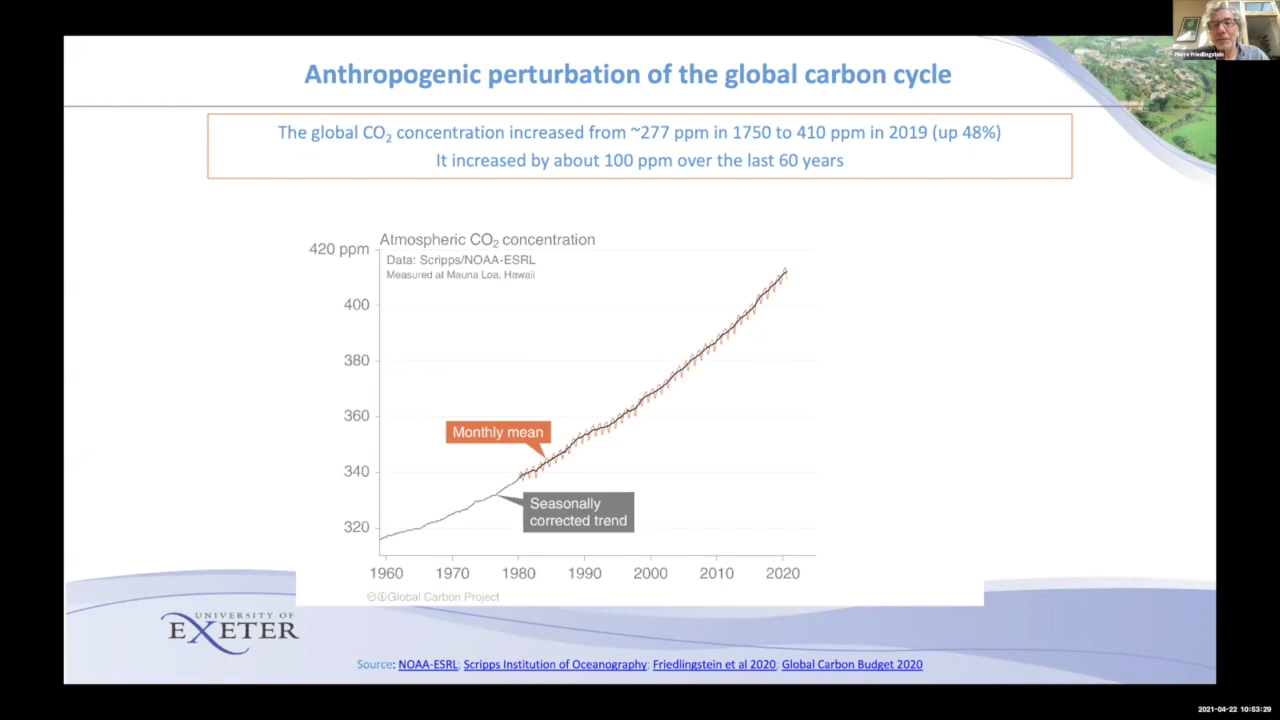 Pierre Friedlingstein
Anthropogenic perturbation of the global carbon cycle
The global CO₂ concentration increased from ~277 ppm in 1750 to 410 ppm in 2019 (up 48%)
It increased by about 100 ppm over the last 60 years
Atmospheric CO₂ concentration
Data: Scripps/NOAA-ESRL
Measured at Mauna Loa, Hawaii
420 ppm
400
380
360
340
320
Monthly mean
Seasonally
corrected trend
1960 1970 1980 1990 2000 2010 2020
Global Carbon Project
UNIVERSITY OF
EXETER
Source: NOAA-ESRL; Scripps Institution of Oceanography; Friedlingstein et al 2020; Global Carbon Budget 2020
2021-04-22 10:53:29